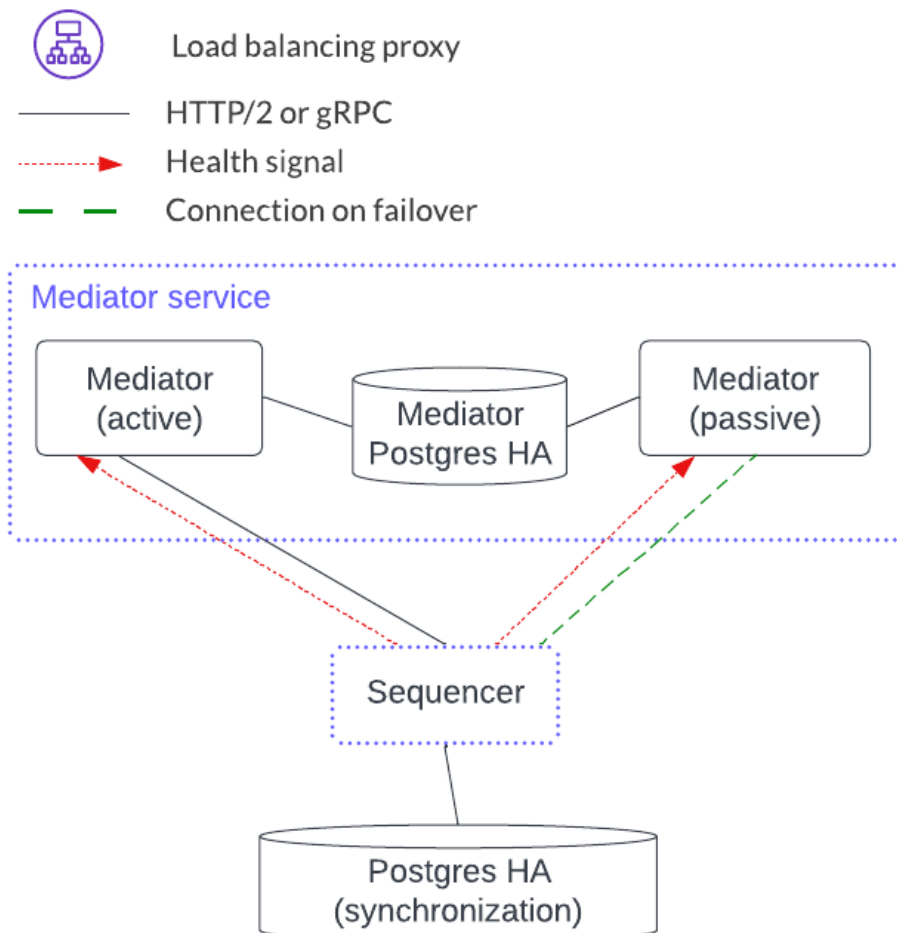 Load balancing proxy
HTTP/2 or gRPC
Health signal
Connection on failover
Mediator service
Mediator
(active)
Mediator
Postgres HA
Mediator
(passive)
Sequencer
Postgres HA
(synchronization)